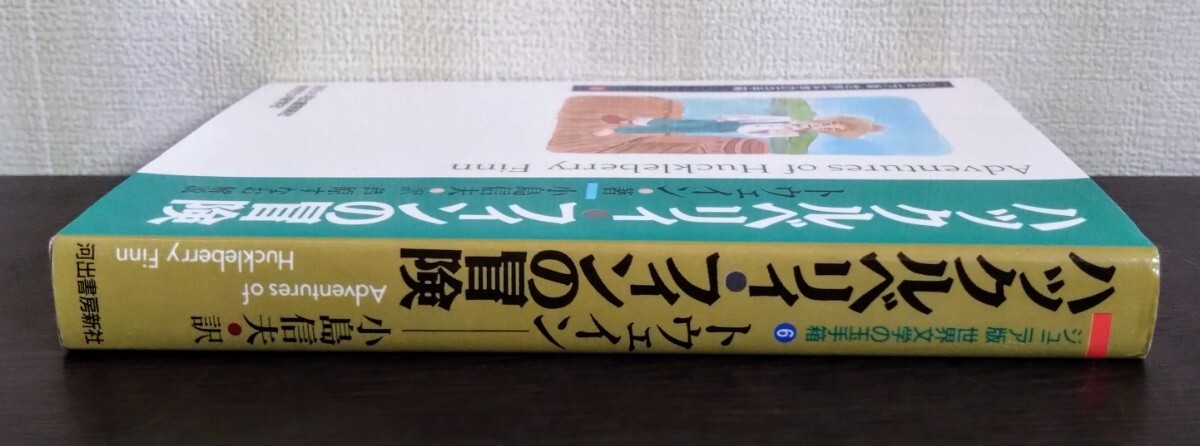 ジュニア版 世界文学の玉手箱 6
ハックルベリィ・フィンの冒険
トウェイン
小島信夫・訳
Adventures of
Huckleberry Finn
河出書房新社
ハックルベリィ・フィンの冒険
トウェイン・著
小島信夫・訳
Adventures of Huckleberry Finn